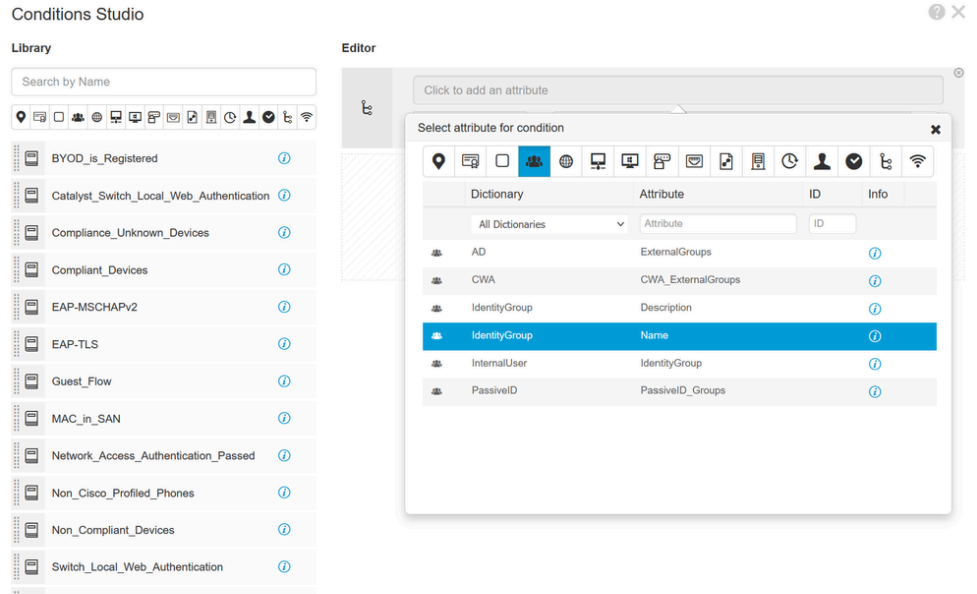 Conditions Studio
Library
Search by Name
BYOD_is_Registered
Catalyst_Switch_Local_Web_Authentication
Compliance_Unknown_Devices
Compliant_Devices
EAP-MSCHAPv2
EAP-TLS
Guest_Flow
MAC_in_SAN
Network_Access_Authentication_Passed
Non_Cisco_Profiled_Phones
Non_Compliant_Devices
Switch_Local_Web_Authentication
Editor
Click to add an attribute
Select attribute for condition
Dictionary Attribute ID Info
All Dictionaries Attribute ID
AD ExternalGroups
CWA CWA_ExternalGroups
IdentityGroup Description
IdentityGroup Name
InternalUser IdentityGroup
PassiveID PassiveID_Groups